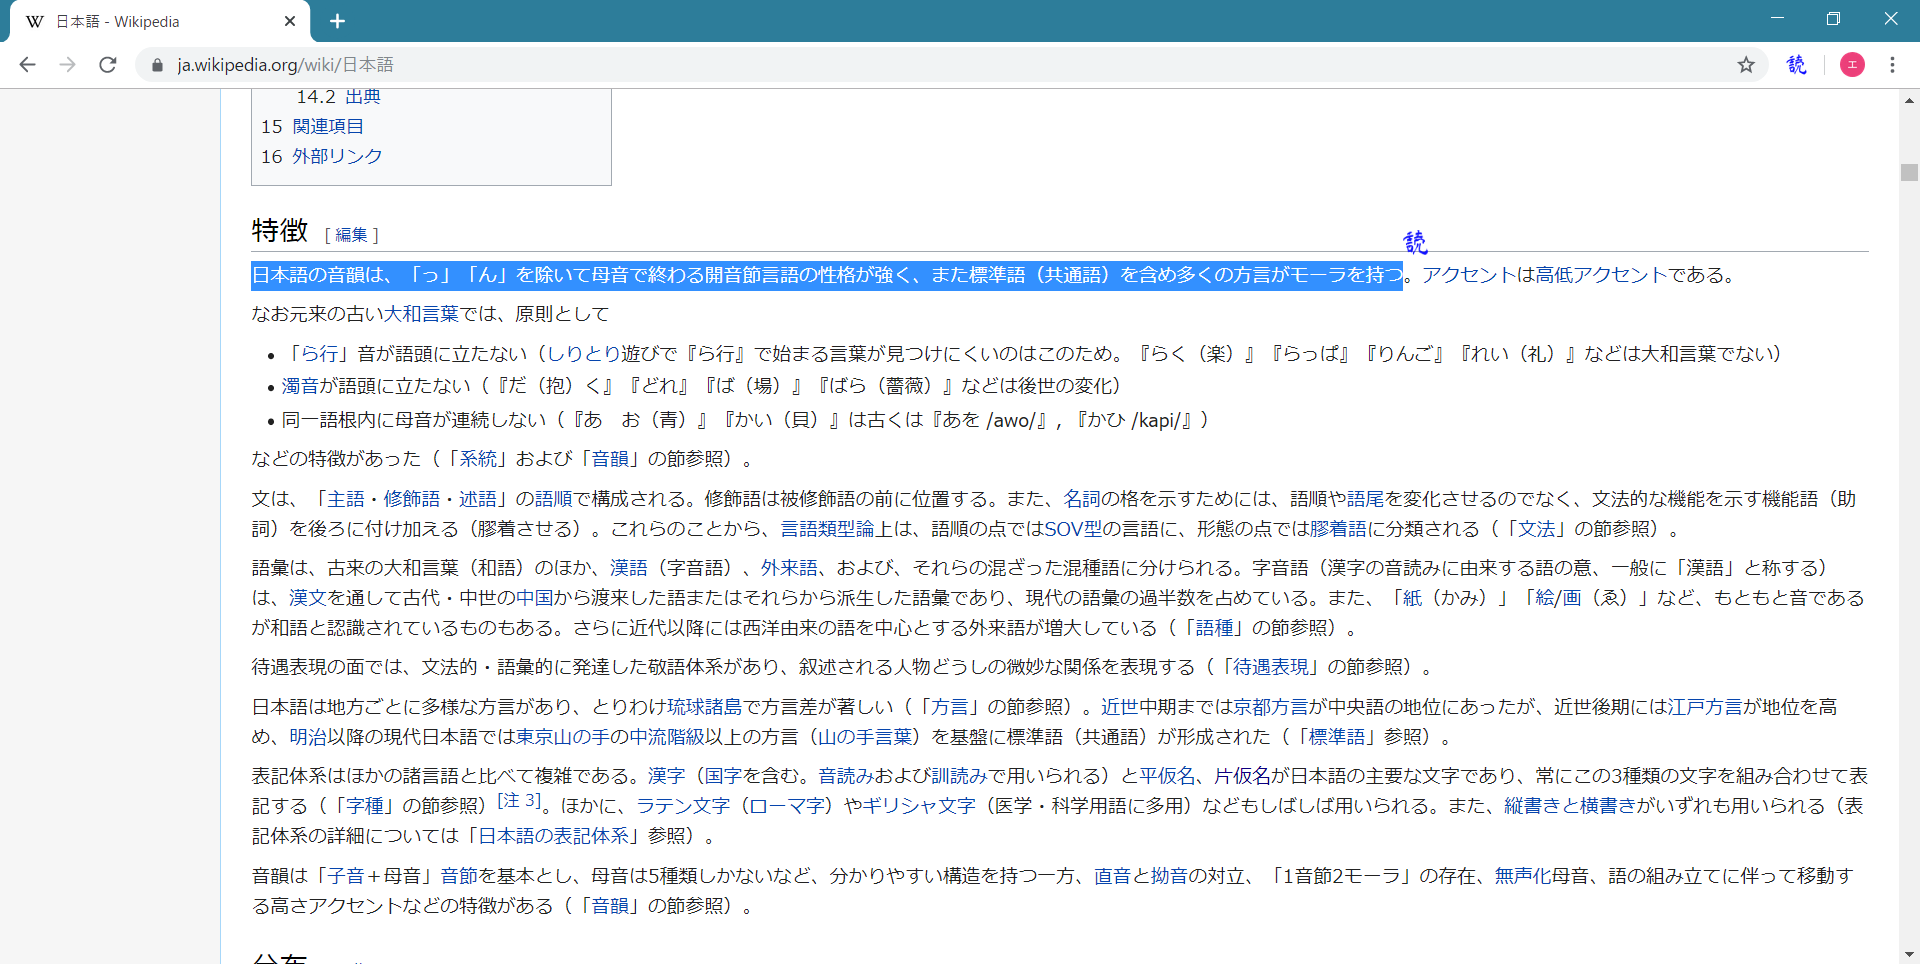 日本語 - Wikipedia
ja.wikipedia.org/wiki/日本語
読
エ
14.2 出典
15 関連項目
16 外部リンク
特徴 [ 編集 ]
読
日本語の音韻は、「っ」「ん」を除いて母音で終わる開音節言語の性格が強く、また標準語（共通語）を含め多くの方言がモーラを持つ。アクセントは高低アクセントである。
なお元来の古い大和言葉では、原則として
「ら行」音が語頭に立たない（しりとり遊びで『ら行』で始まる言葉が見つけにくいのはこのため。『らく（楽）』『らっぱ』『りんご』『れい（礼）』などは大和言葉でない）
濁音が語頭に立たない（『だ（抱）く』『どれ』『ば（場）』『ばら（薔薇）』などは後世の変化）
同一語根内に母音が連続しない（『あ　お（青）』『かい（貝）』は古くは『あを /awo/』, 『かひ /kapi/』）
などの特徴があった（「系統」および「音韻」の節参照）。
文は、「主語・修飾語・述語」の語順で構成される。修飾語は被修飾語の前に位置する。また、名詞の格を示すためには、語順や語尾を変化させるのでなく、文法的な機能を示す機能語（助
詞）を後ろに付け加える（膠着させる）。これらのことから、言語類型論上は、語順の点ではSOV型の言語に、形態の点では膠着語に分類される（「文法」の節参照）。
語彙は、古来の大和言葉（和語）のほか、漢語（字音語）、外来語、および、それらの混ざった混種語に分けられる。字音語（漢字の音読みに由来する語の意、一般に「漢語」と称する）
は、漢文を通して古代・中世の中国から渡来した語またはそれらから派生した語彙であり、現代の語彙の過半数を占めている。また、「紙（かみ）」「絵/画（ゑ）」など、もともと音である
が和語と認識されているものもある。さらに近代以降には西洋由来の語を中心とする外来語が増大している（「語種」の節参照）。
待遇表現の面では、文法的・語彙的に発達した敬語体系があり、叙述される人物どうしの微妙な関係を表現する（「待遇表現」の節参照）。
日本語は地方ごとに多様な方言があり、とりわけ琉球諸島で方言差が著しい（「方言」の節参照）。近世中期までは京都方言が中央語の地位にあったが、近世後期には江戸方言が地位を高
め、明治以降の現代日本語では東京山の手の中流階級以上の方言（山の手言葉）を基盤に標準語（共通語）が形成された（「標準語」参照）。
表記体系はほかの諸言語と比べて複雑である。漢字（国字を含む。音読みおよび訓読みで用いられる）と平仮名、片仮名が日本語の主要な文字であり、常にこの3種類の文字を組み合わせて表
記する（「字種」の節参照）[注 3]。ほかに、ラテン文字（ローマ字）やギリシャ文字（医学・科学用語に多用）などもしばしば用いられる。また、縦書きと横書きがいずれも用いられる（表
記体系の詳細については「日本語の表記体系」参照）。
音韻は「子音＋母音」音節を基本とし、母音は5種類しかないなど、分かりやすい構造を持つ一方、直音と拗音の対立、「1音節2モーラ」の存在、無声化母音、語の組み立てに伴って移動す
る高さアクセントなどの特徴がある（「音韻」の節参照）。
分布